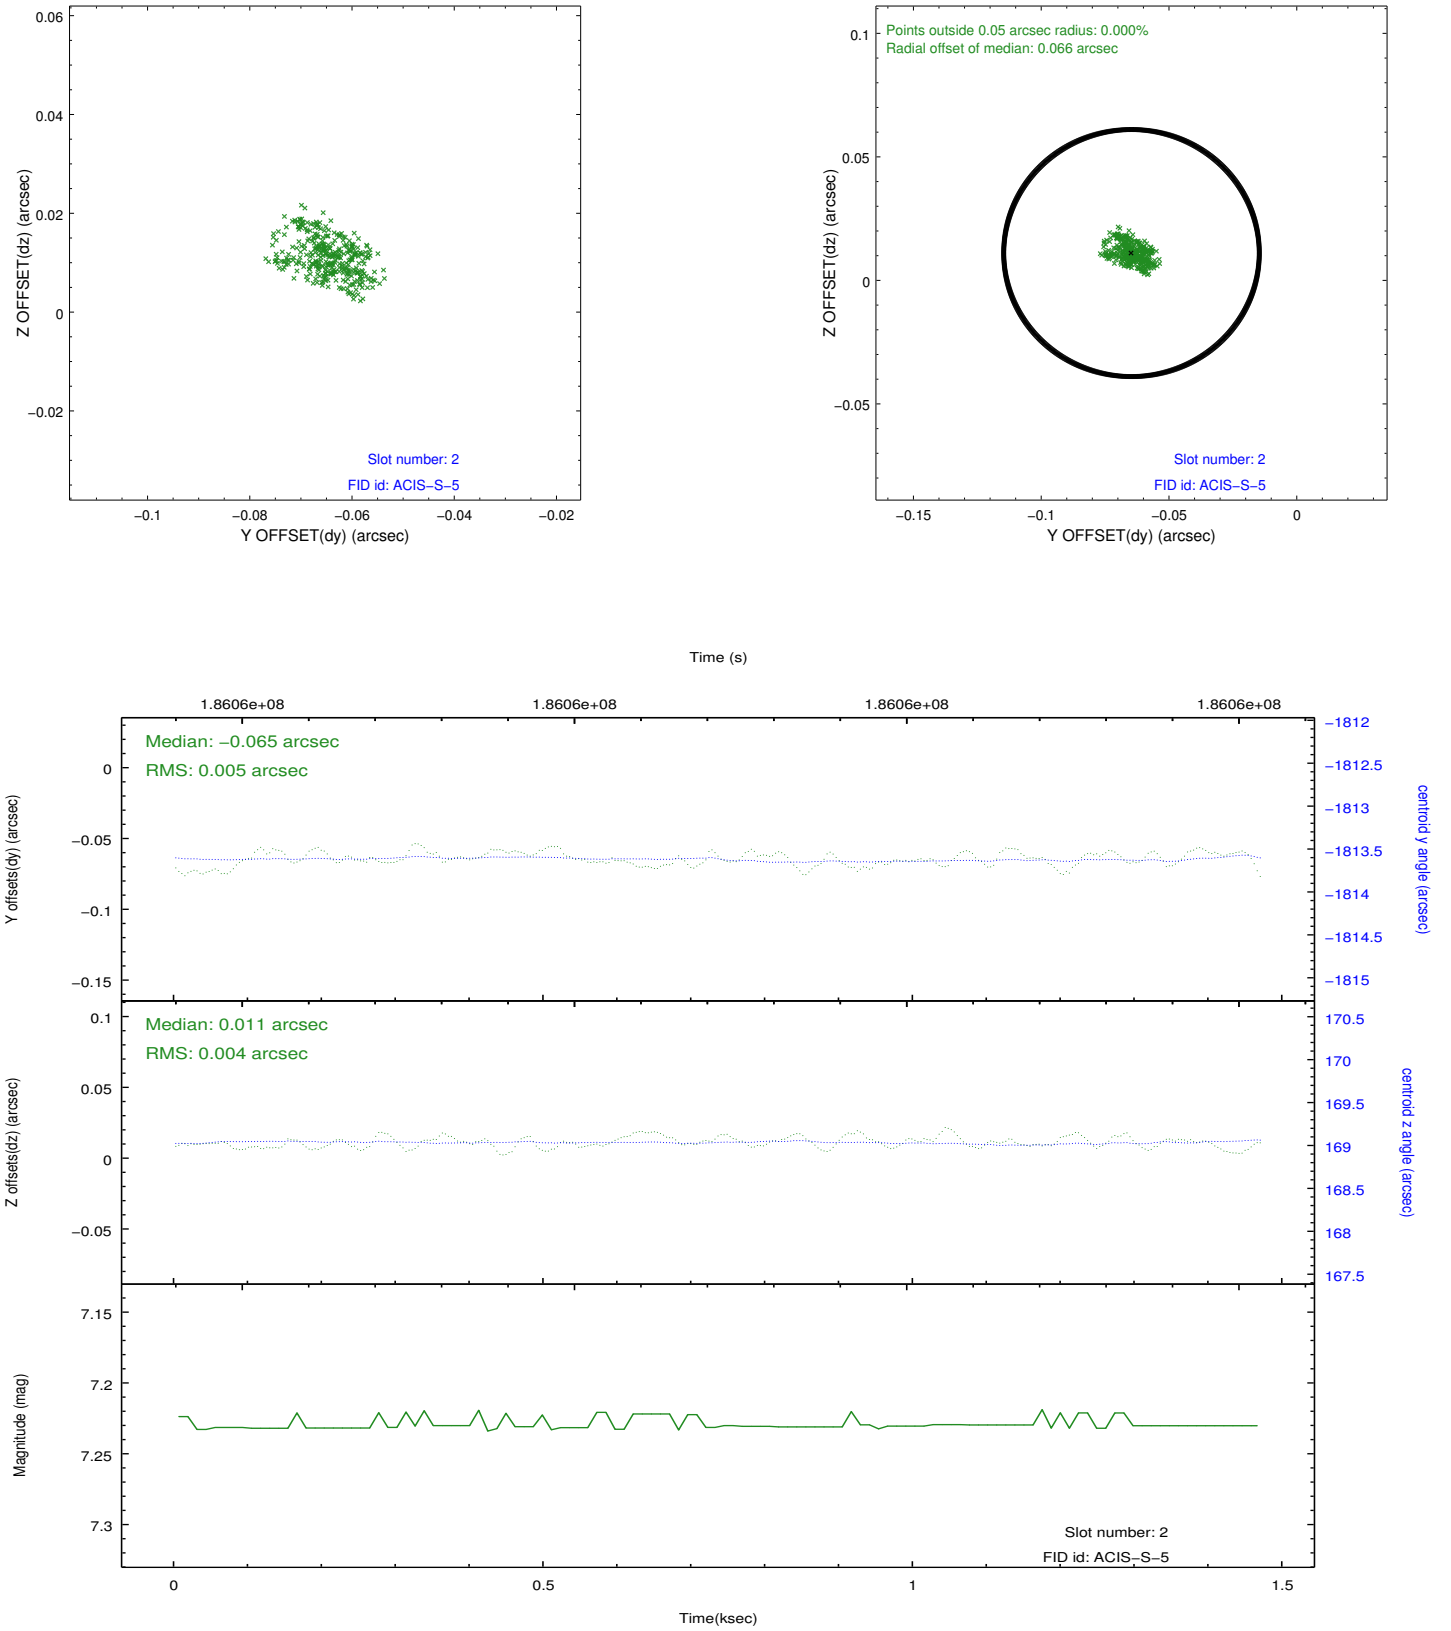 0.06
0.04
0.02
0
−0.02
Z OFFSET(dz) (arcsec)
Slot number: 2
FID id: ACIS−S−5
−0.1 −0.08 −0.06 −0.04 −0.02
Y OFFSET(dy) (arcsec)
Points outside 0.05 arcsec radius: 0.000%
Radial offset of median: 0.066 arcsec
0.1
0.05
0
−0.05
Z OFFSET(dz) (arcsec)
Slot number: 2
FID id: ACIS−S−5
−0.15 −0.1 −0.05 0
Y OFFSET(dy) (arcsec)
Time (s)
1.8606e+08 1.8606e+08 1.8606e+08 1.8606e+08
Median: −0.065 arcsec
RMS: 0.005 arcsec
0
−0.05
−0.1
−0.15
Y offsets(dy) (arcsec)
−1812
−1812.5
−1813
−1813.5
−1814
−1814.5
−1815
centroid y angle (arcsec)
Median: 0.011 arcsec
RMS: 0.004 arcsec
0.1
0.05
0
−0.05
Z offsets(dz) (arcsec)
170.5
170
169.5
169
168.5
168
167.5
centroid z angle (arcsec)
7.15
7.2
7.25
7.3
Magnitude (mag)
Slot number: 2
FID id: ACIS−S−5
0 0.5 1 1.5
Time(ksec)